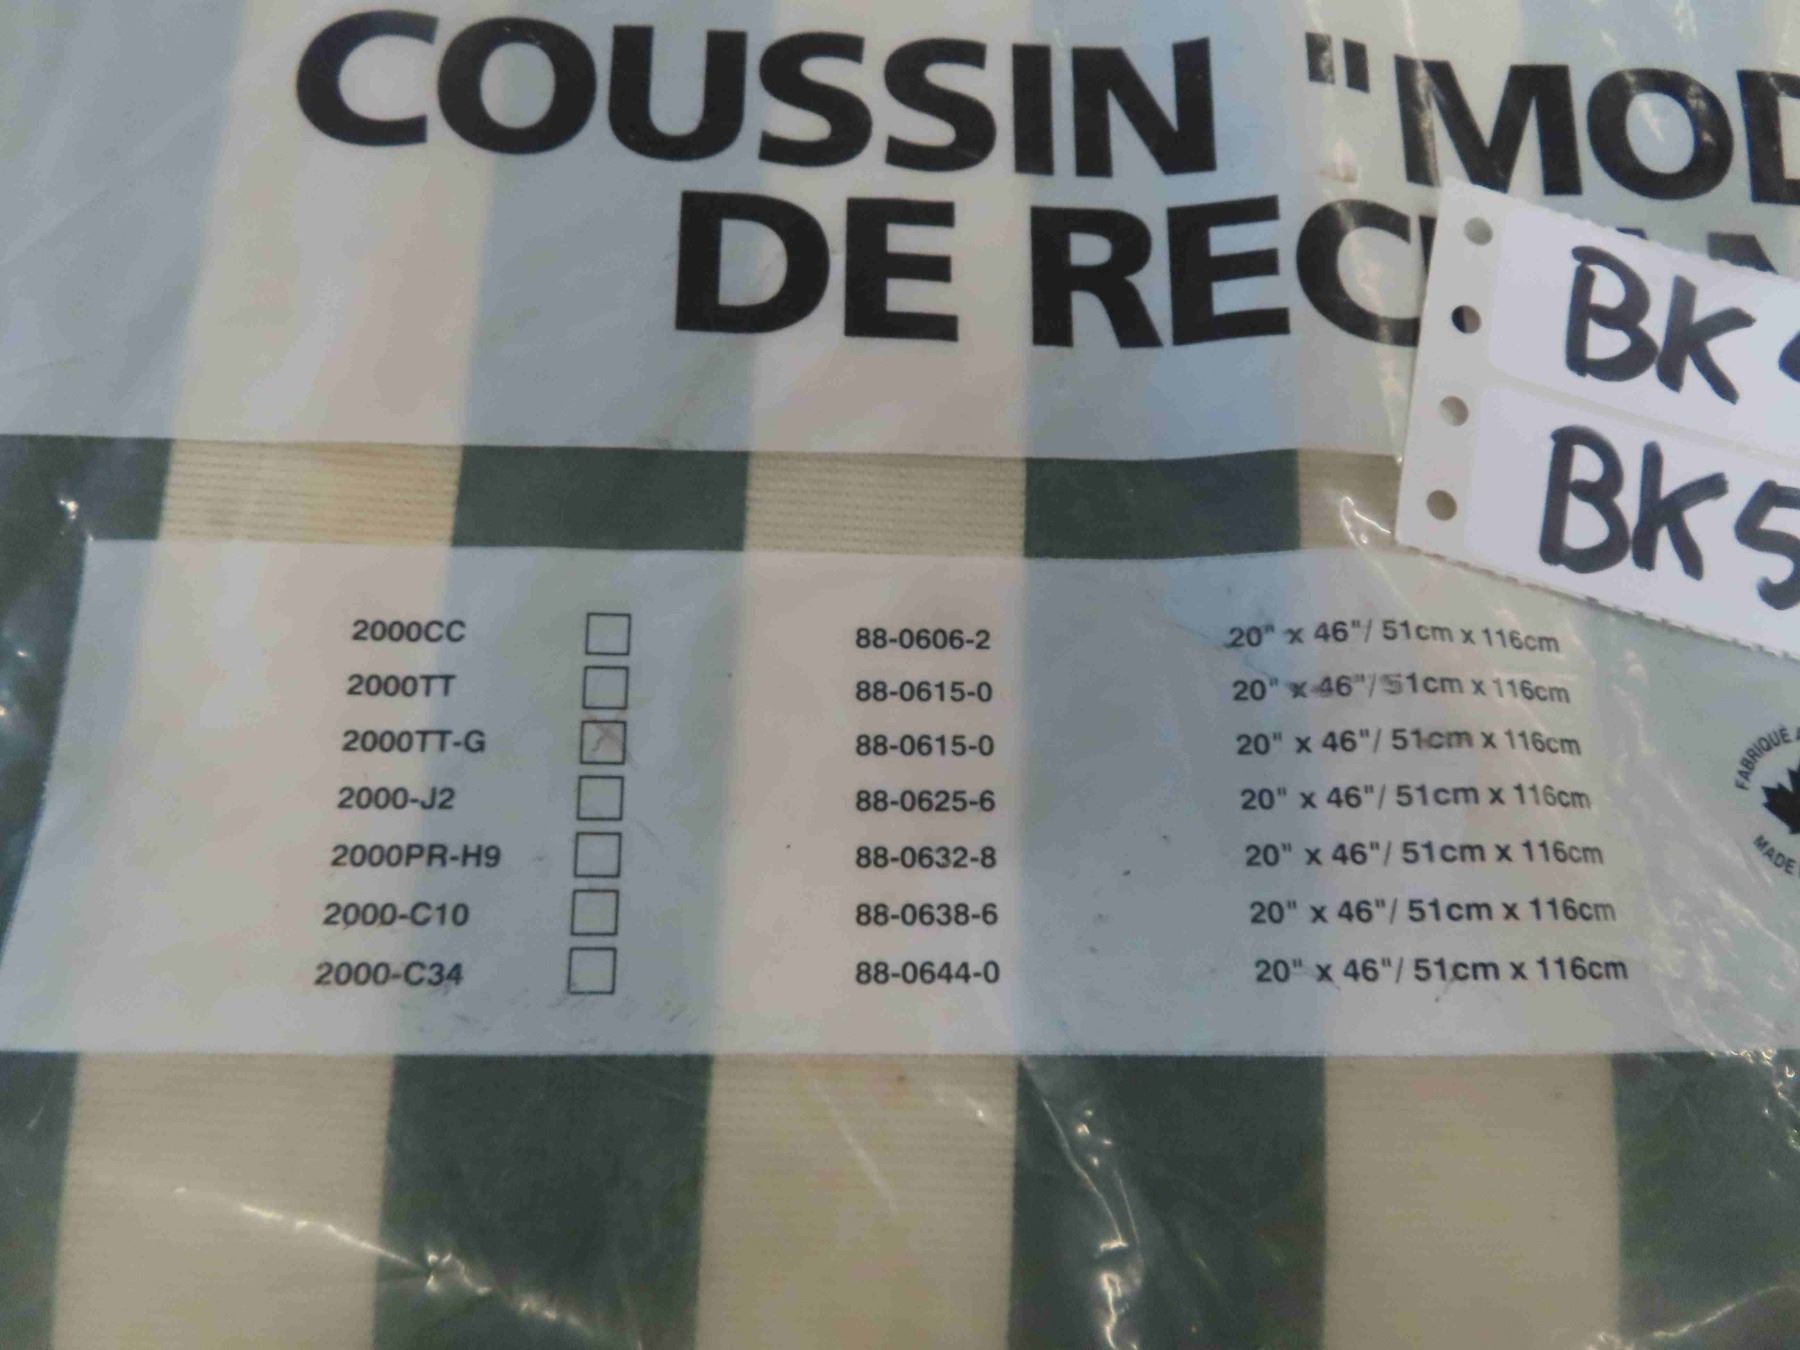 COUSSIN "MOD
DE REC
BK
BK 5
2000CC 88-0606-2 20" x 46"/ 51cm x 116cm
2000TT 88-0615-0 20" x 46"/ 51cm x 116cm
2000TT-G 88-0615-0 20" x 46"/ 51cm x 116cm
2000-J2 88-0625-6 20" x 46"/ 51cm x 116cm
2000PR-H9 88-0632-8 20" x 46"/ 51cm x 116cm
2000-C10 88-0638-6 20" x 46"/ 51cm x 116cm
2000-C34 88-0644-0 20" x 46"/ 51cm x 116cm
FABRIQUÉ
MADE